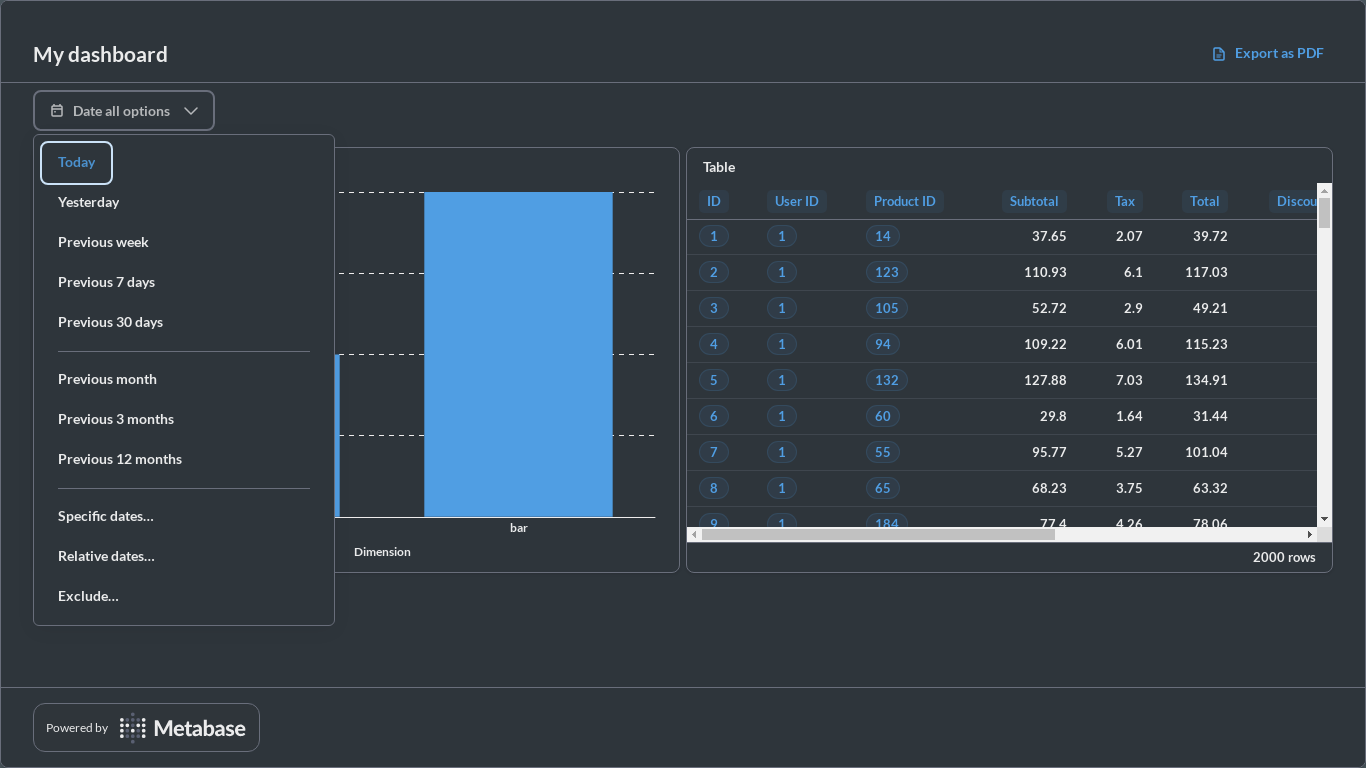 My dashboard
Export as PDF
Date all options
Today
Yesterday
Previous week
Previous 7 days
Previous 30 days
Previous month
Previous 3 months
Previous 12 months
Specific dates...
Relative dates...
Exclude...
bar
Dimension
Table
ID User ID Product ID Subtotal Tax Total Discou
1 1 14 37.65 2.07 39.72
2 1 123 110.93 6.1 117.03
3 1 105 52.72 2.9 49.21
4 1 94 109.22 6.01 115.23
5 1 132 127.88 7.03 134.91
6 1 60 29.8 1.64 31.44
7 1 55 95.77 5.27 101.04
8 1 65 68.23 3.75 63.32
9 1 184 77.4 4.26 78.06
2000 rows
Powered by Metabase